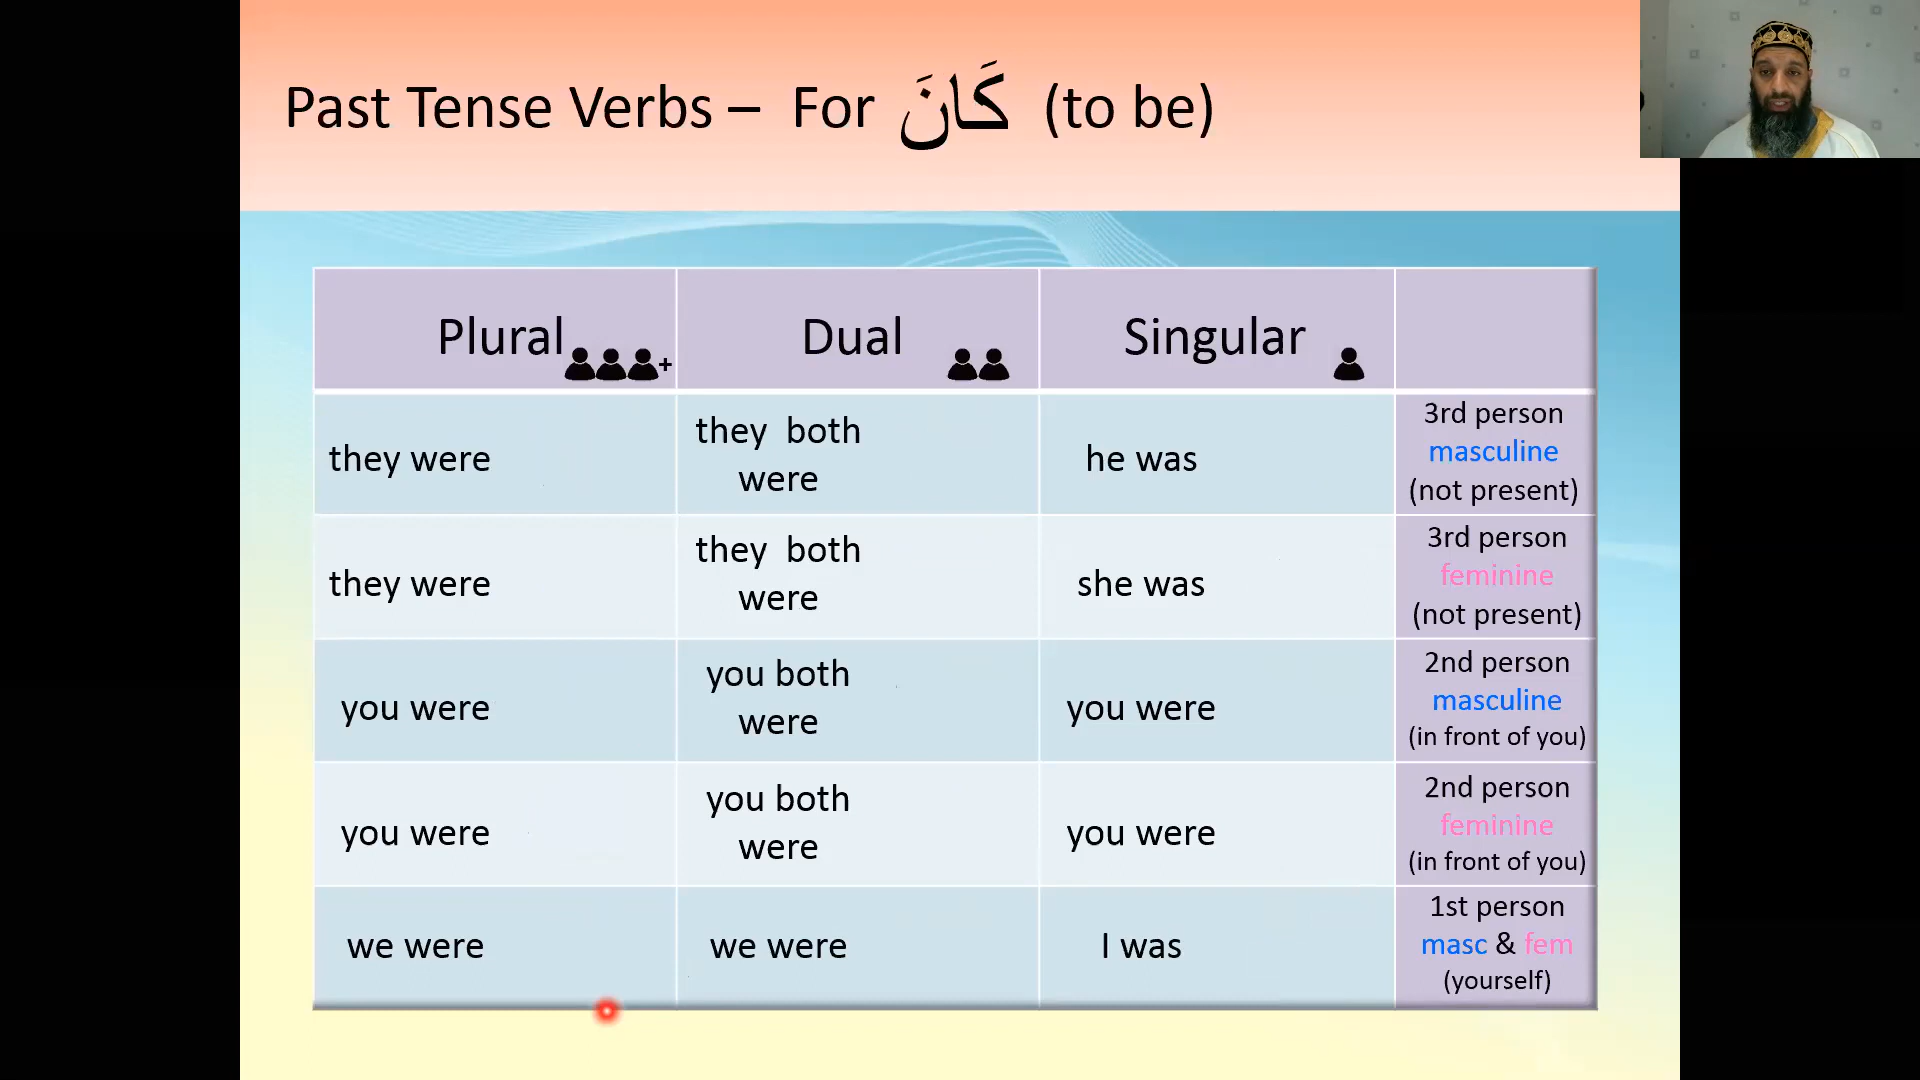 Past Tense Verbs – For كَانَ (to be)
Plural + Dual Singular
they were
they both
were
he was
3rd person
masculine
(not present)
they were
they both
were
she was
3rd person
feminine
(not present)
you were
you both
were
you were
2nd person
masculine
(in front of you)
you were
you both
were
you were
2nd person
feminine
(in front of you)
we were
we were
I was
1st person
masc & fem
(yourself)